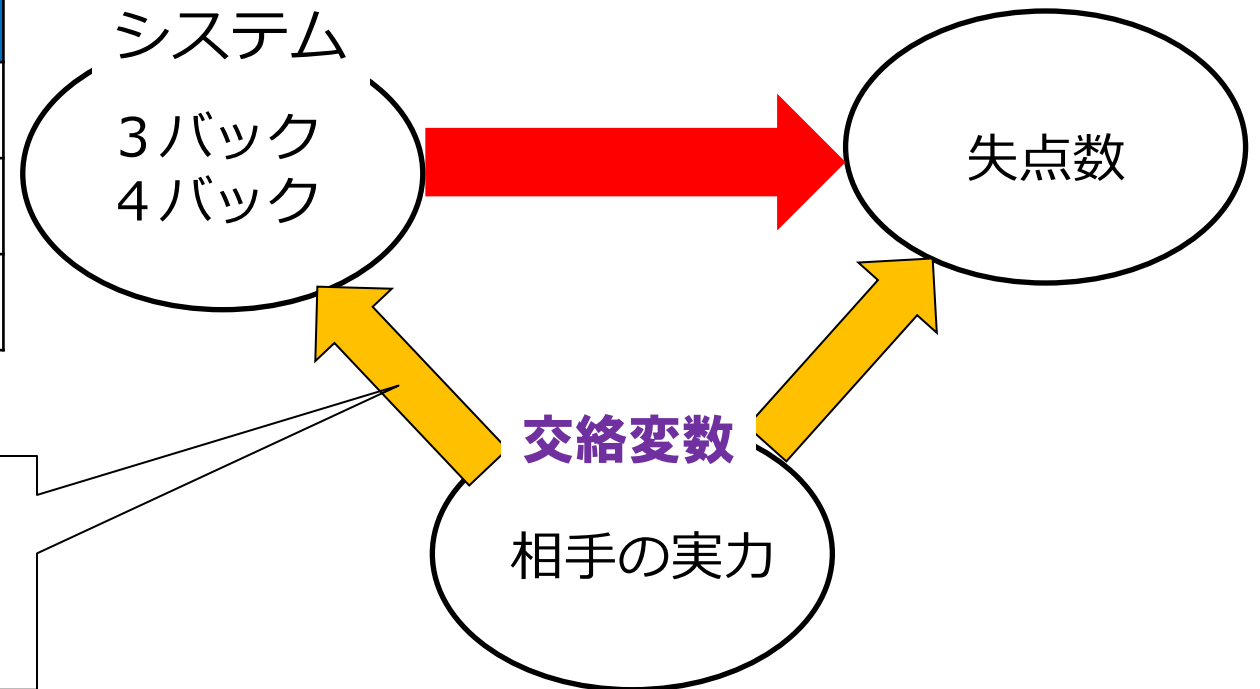 システム
３バック
４バック
失点数
交絡変数
相手の実力